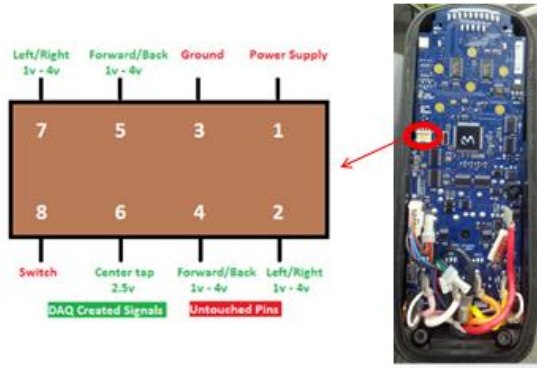 Left/Right Forward/Back Ground Power Supply
1v - 4v 1v - 4v
7 5 3 1
8 6 4 2
Switch Center tap Forward/Back Left/Right
2.5v 1v - 4v 1v - 4v
DAQ Created Signals Untouched Pins
3